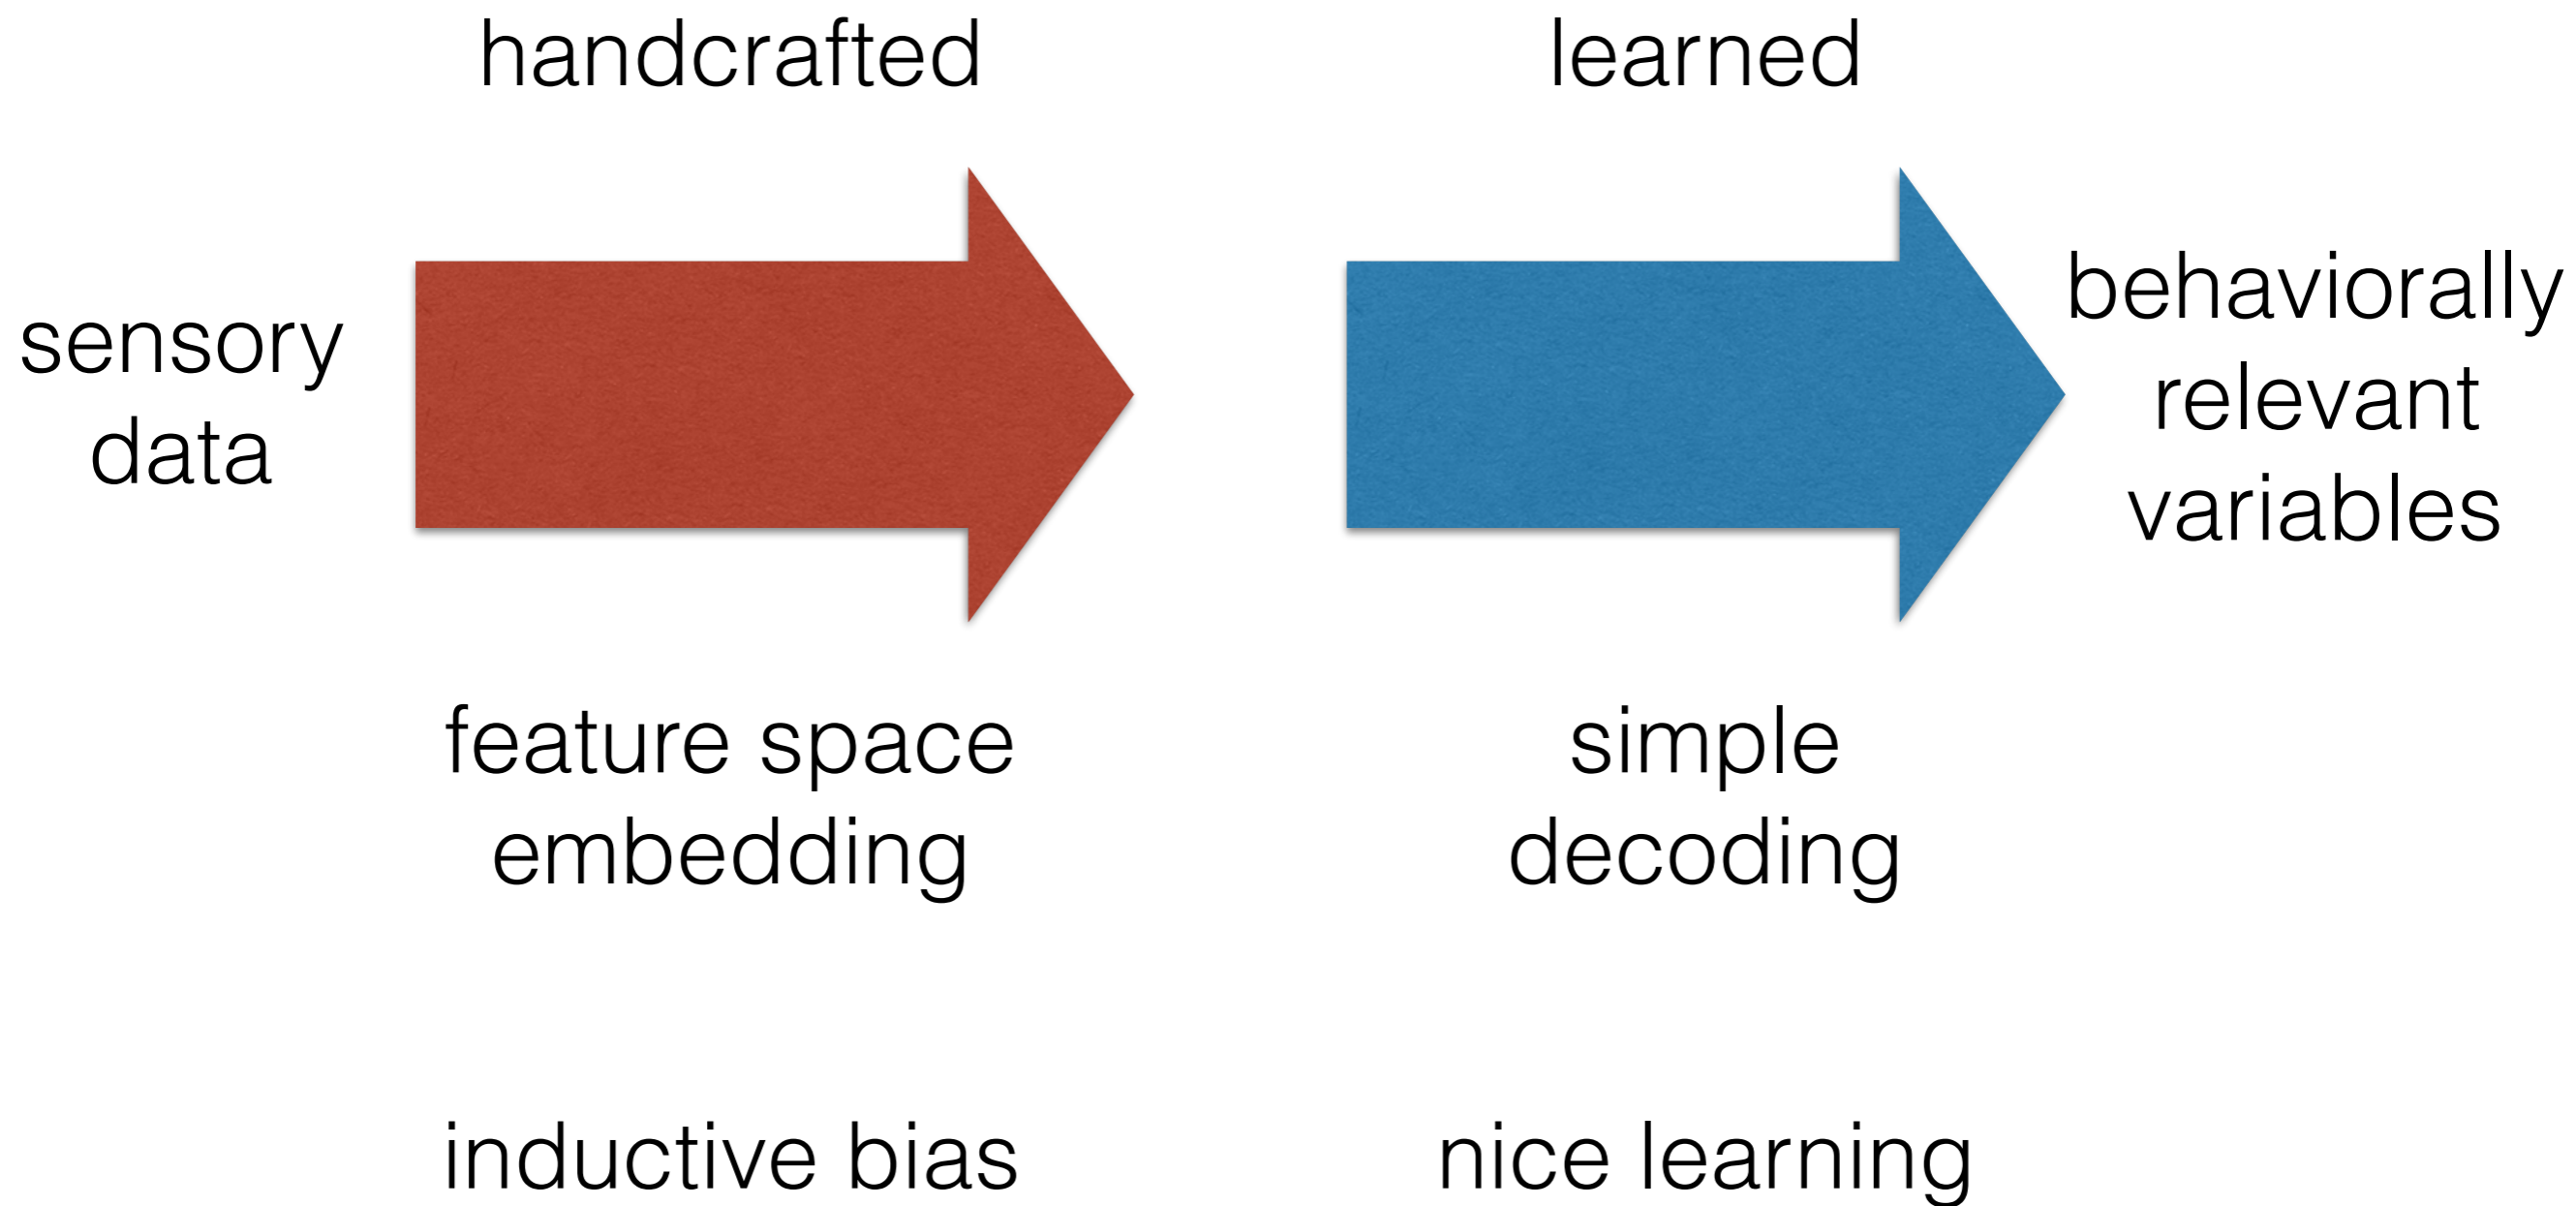 handcrafted
learned
sensory
data
behaviorally
relevant
variables
feature space
embedding
simple
decoding
inductive bias
nice learning